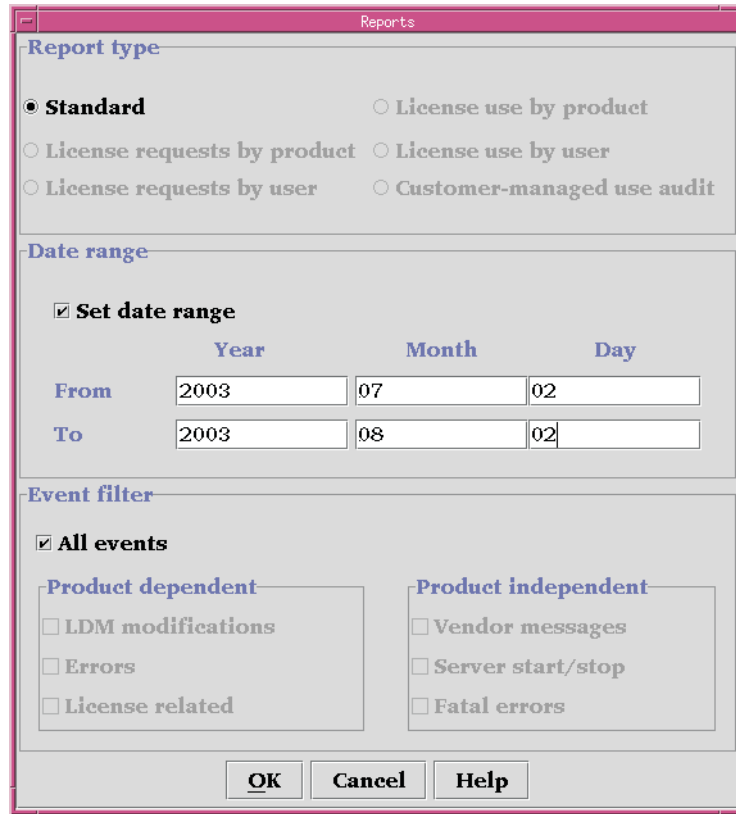 Reports
Report type
Standard
License use by product
License requests by product
License use by user
License requests by user
Customer-managed use audit
Date range
Set date range
Year Month Day
From 2003 07 02
To 2003 08 02
Event filter
All events
Product dependent
LDM modifications
Errors
License related
Product independent
Vendor messages
Server start/stop
Fatal errors
OK Cancel Help